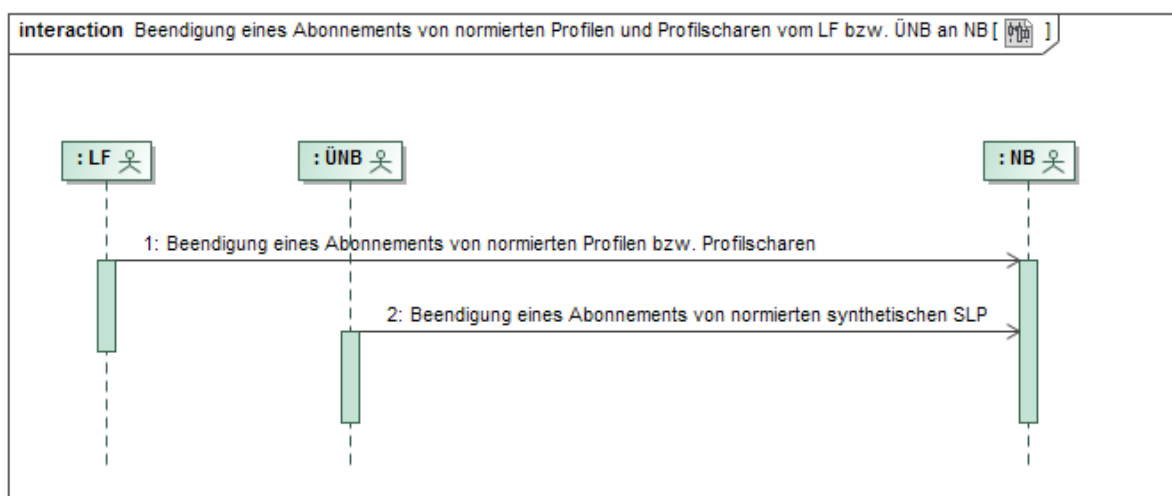 interaction Beendigung eines Abonnements von normierten Profilen und Profilscharen vom LF bzw. ÜNB an NB [ ]
: LF
: ÜNB
: NB
1: Beendigung eines Abonnements von normierten Profilen bzw. Profilscharen
2: Beendigung eines Abonnements von normierten synthetischen SLP